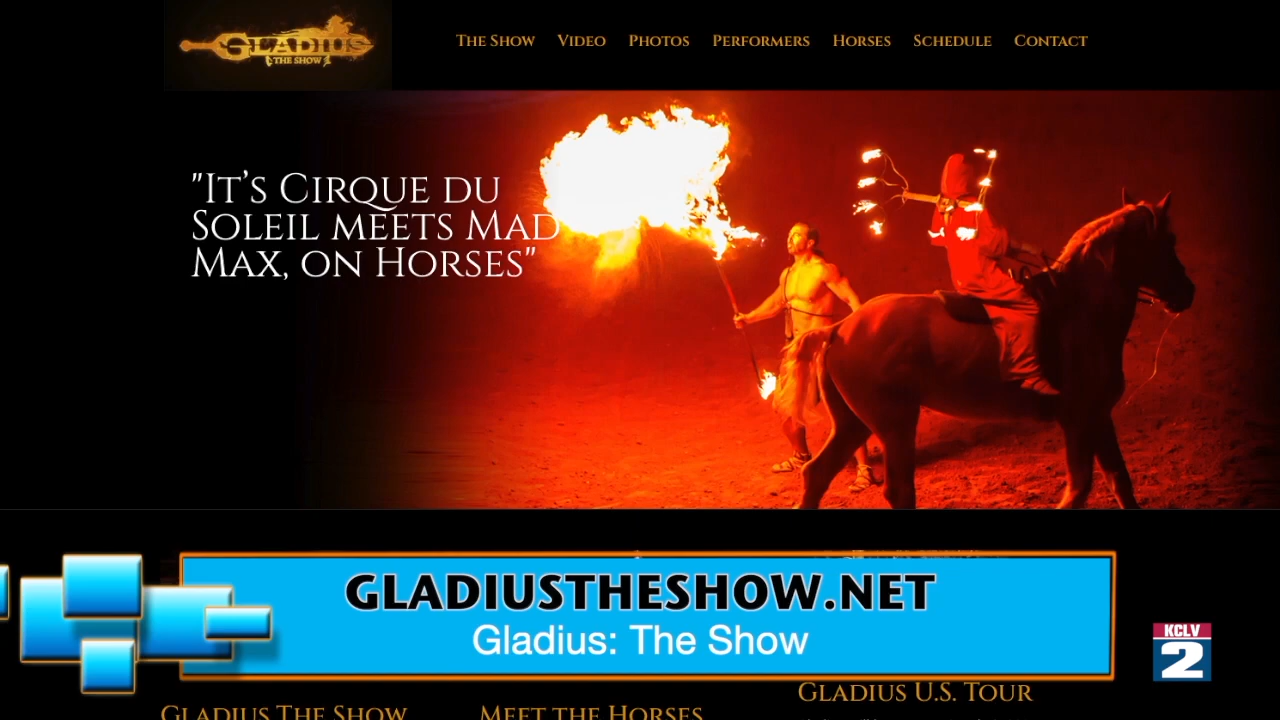 GLADIUS
THE SHOW
The Show Video Photos Performers Horses Schedule Contact
"It's Cirque du
Soleil meets Mad
Max, on Horses"
GLADIUSTHESHOW.NET
Gladius: The Show
KCLV
2
Gladius U.S. Tour
Gladius The Show Meet the Horses